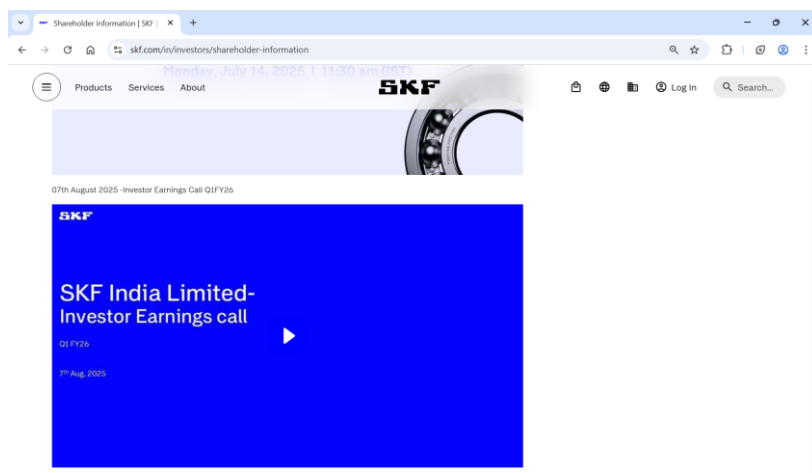 Shareholder information | SKF |
skf.com/in/investors/shareholder-information
Monday, July 14, 2025 | 11:30 am (IST)
Products Services About SKF Log in Search...
07th August 2025 -Investor Earnings Call Q1FY26
SKF
SKF India Limited-
Investor Earnings call
Q1 FY26
7th Aug, 2025